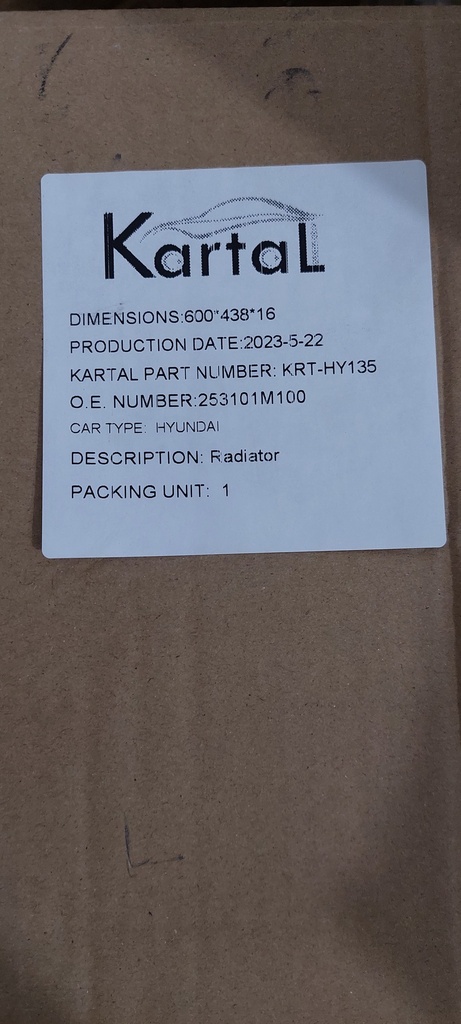 KartaL
DIMENSIONS:600*438*16
PRODUCTION DATE:2023-5-22
KARTAL PART NUMBER: KRT-HY135
O.E. NUMBER:253101M100
CAR TYPE: HYUNDAI
DESCRIPTION: Radiator
PACKING UNIT: 1